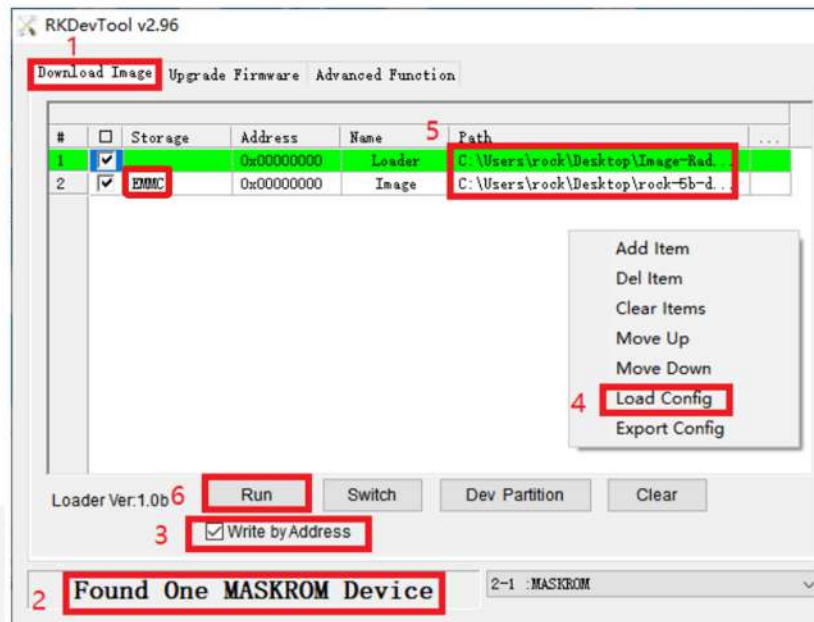 RKDevTool v2.96
1
Download Image Upgrade Firmware Advanced Function
5
# Storage Address Name Path ...
1 0x00000000 Loader C:\Users\rock\Desktop\Image-Rad...
2 EMMC 0x00000000 Image C:\Users\rock\Desktop\rock-5b-d...
Add Item
Del Item
Clear Items
Move Up
Move Down
4 Load Config
Export Config
Loader Ver:1.0b 6 Run Switch Dev Partition Clear
3 Write by Address
2 Found One MASKROM Device 2-1 :MASKROM